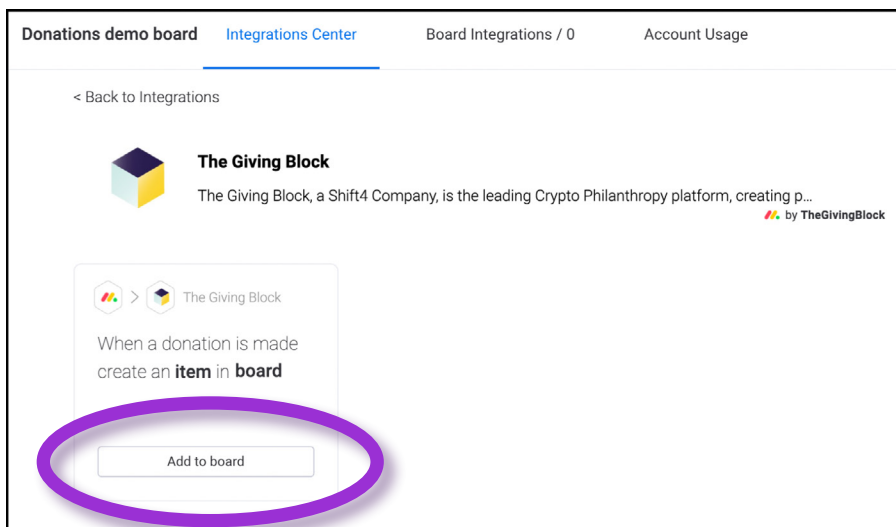 Donations demo board Integrations Center Board Integrations / 0 Account Usage
< Back to Integrations
The Giving Block
The Giving Block, a Shift4 Company, is the leading Crypto Philanthropy platform, creating p...
by TheGivingBlock
> The Giving Block
When a donation is made
create an item in board
Add to board